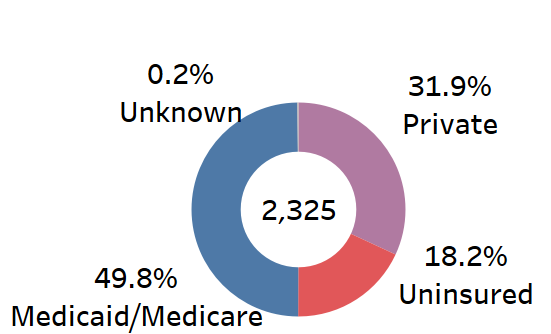 0.2%
Unknown
31.9%
Private
2,325
18.2%
Uninsured
49.8%
Medicaid/Medicare